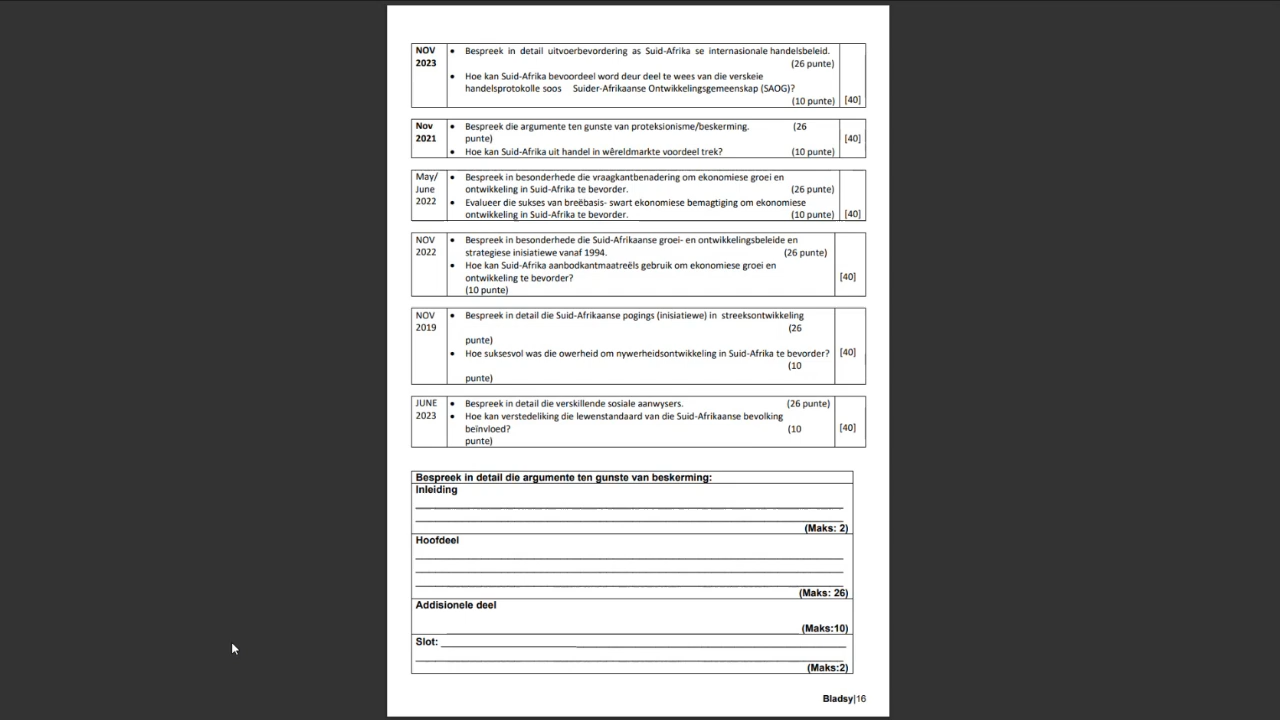 NOV 2023
• Bespreek in detail uitvoerbevordering as Suid-Afrika se internasionale handelsbeleid.
(26 punte)
• Hoe kan Suid-Afrika bevoordeel word deur deel te wees van die verskeie
handelsprotokolle soos Suider-Afrikaanse Ontwikkelingsgemeenskap (SAOG)?
(10 punte) [40]
Nov 2021
• Bespreek die argumente ten gunste van proteksionisme/beskerming. (26
punte)
• Hoe kan Suid-Afrika uit handel in wêreldmarkte voordeel trek? (10 punte)
[40]
May/ June 2022
• Bespreek in besonderhede die vraagkantbenadering om ekonomiese groei en
ontwikkeling in Suid-Afrika te bevorder. (26 punte)
• Evalueer die sukses van breëbasis- swart ekonomiese bemagtiging om ekonomiese
ontwikkeling in Suid-Afrika te bevorder. (10 punte) [40]
NOV 2022
• Bespreek in besonderhede die Suid-Afrikaanse groei- en ontwikkelingsbeleide en
strategiese inisiatiewe vanaf 1994. (26 punte)
• Hoe kan Suid-Afrika aanbodkantmaatreëls gebruik om ekonomiese groei en
ontwikkeling te bevorder? [40]
(10 punte)
NOV 2019
• Bespreek in detail die Suid-Afrikaanse pogings (inisiatiewe) in streeksontwikkeling
(26
punte)
• Hoe suksesvol was die owerheid om nywerheidsontwikkeling in Suid-Afrika te bevorder? [40]
(10
punte)
JUNE 2023
• Bespreek in detail die verskillende sosiale aanwysers. (26 punte)
• Hoe kan verstedeliking die lewenstandaard van die Suid-Afrikaanse bevolking
beïnvloed? (10 [40]
punte)
Bespreek in detail die argumente ten gunste van beskerming:
Inleiding
(Maks: 2)
Hoofdeel
(Maks: 26)
Addisionele deel
(Maks:10)
Slot:
(Maks:2)
Bladsy|16